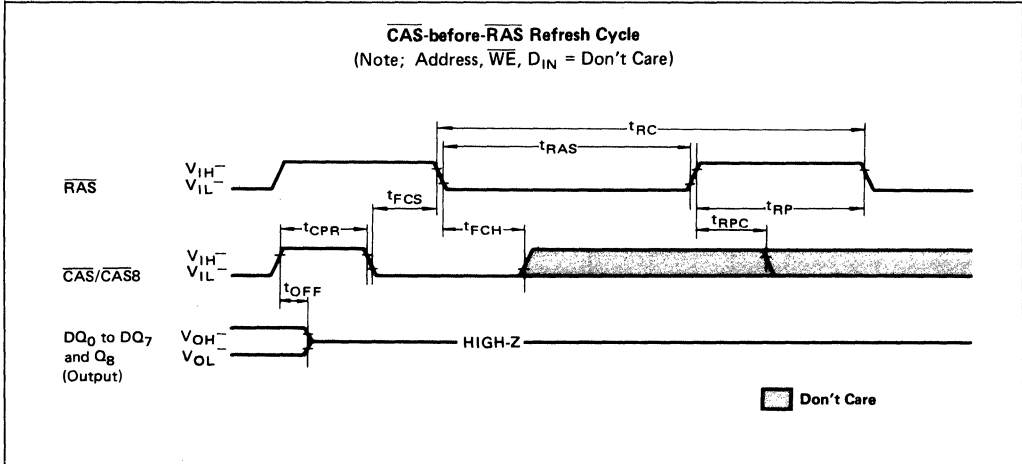 CAS-before-RAS Refresh Cycle
(Note; Address, WE, DIN = Don't Care)
tRC
tRAS
RAS
VIH
VIL
tFCS
tRP
tCPR
tFCH
tRPC
CAS/CAS8
VIH
VIL
tOFF
DQ0 to DQ7
and Q8
(Output)
VOH
VOL
HIGH-Z
Don't Care